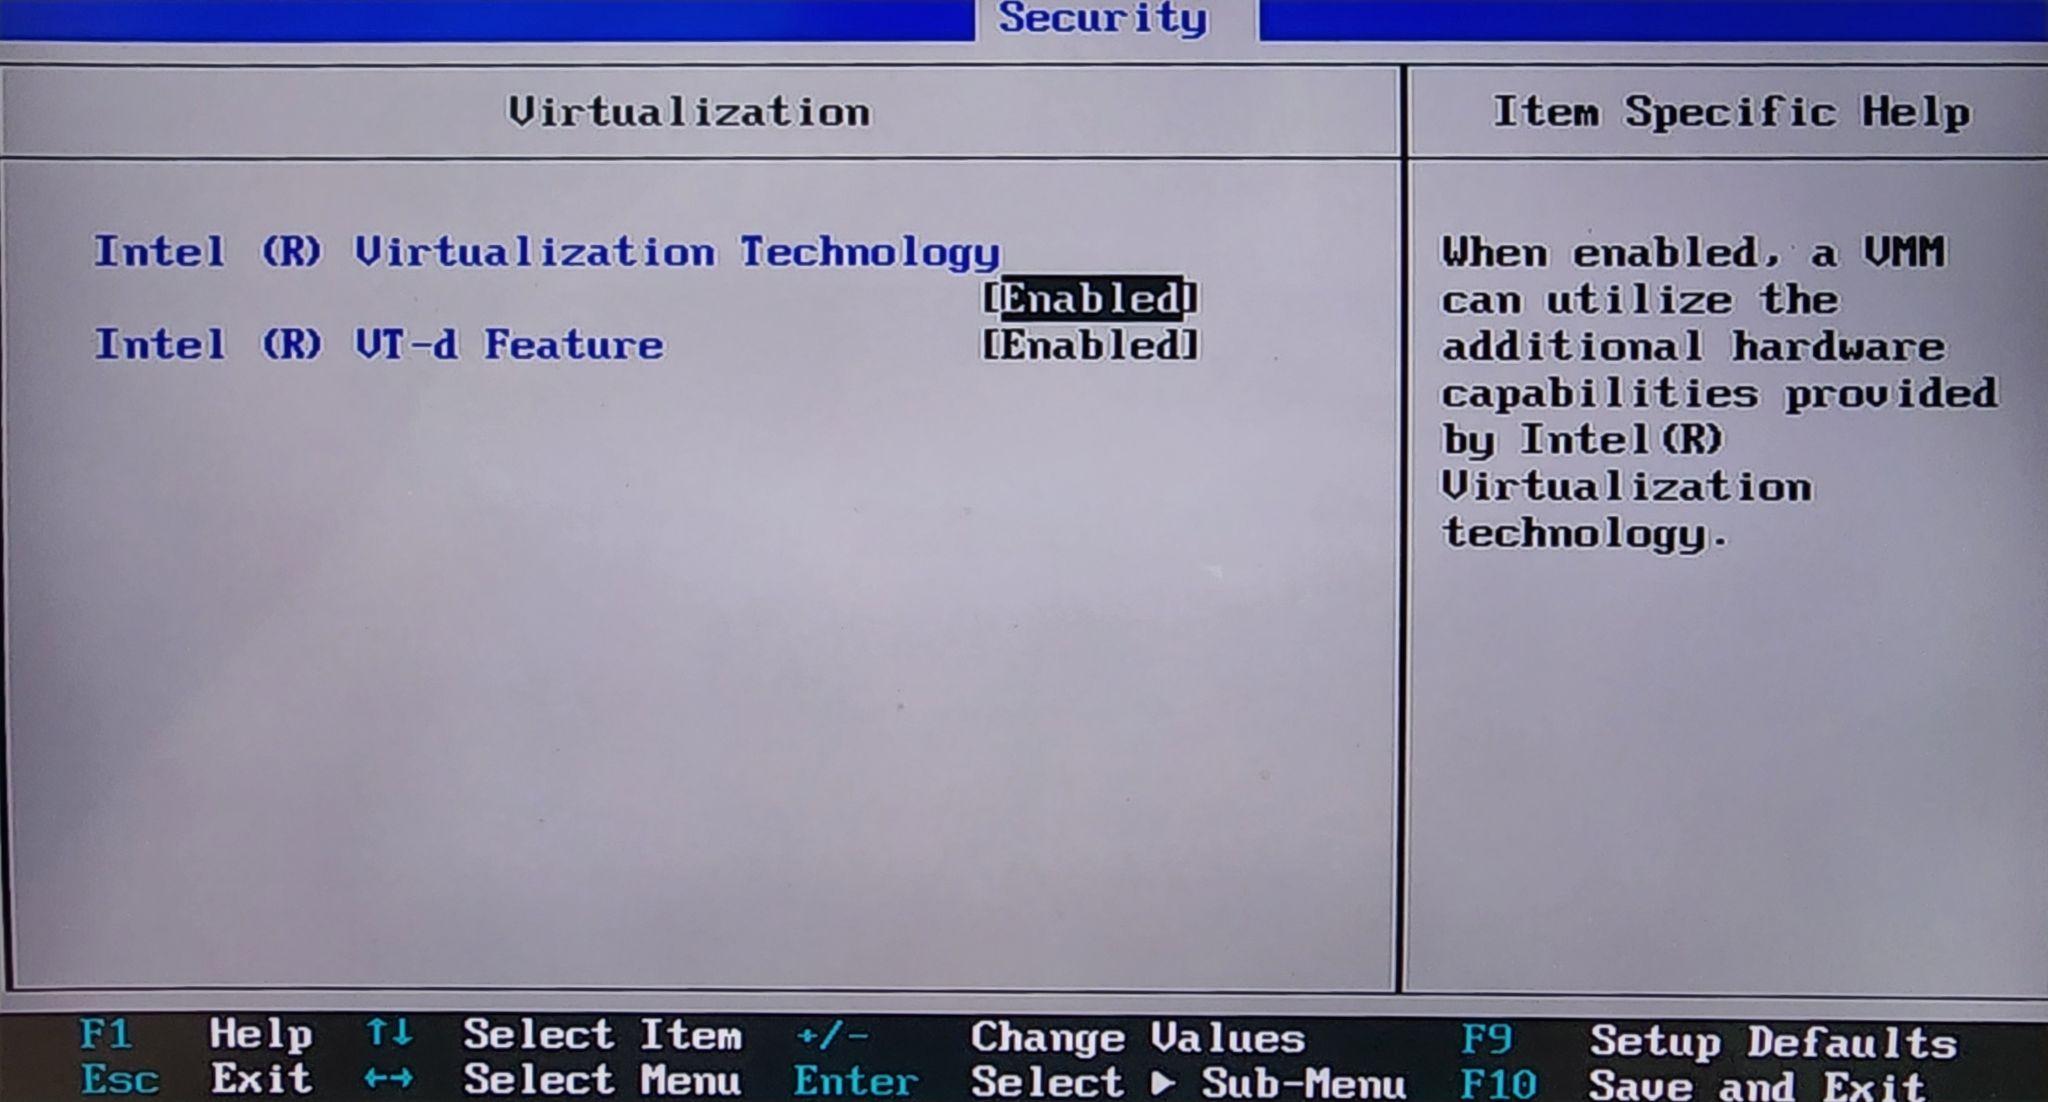 Security
Virtualization
Item Specific Help
Intel (R) Virtualization Technology
[Enabled]
Intel (R) VT-d Feature [Enabled]
When enabled, a VMM
can utilize the
additional hardware
capabilities provided
by Intel(R)
Virtualization
technology.
F1 Help ↑↓ Select Item +/- Change Values F9 Setup Defaults
Esc Exit ←→ Select Menu Enter Select ▶ Sub-Menu F10 Save and Exit